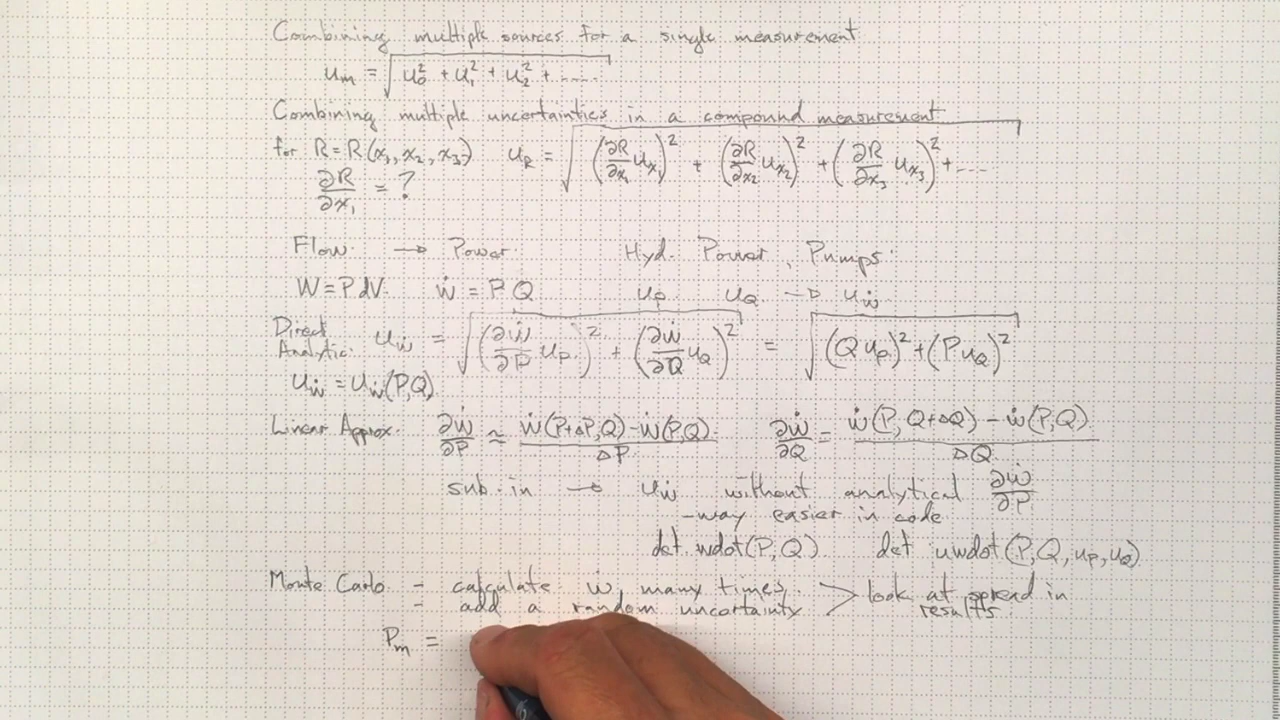 Combining multiple sources for a single measurement
u_m = √(u_0² + u_1² + u_2² + ....)
Combining multiple uncertainties in a compound measurement
for R = R(x_1, x_2, x_3) u_R = √((∂R/∂x_1 u_x_1)² + (∂R/∂x_2 u_x_2)² + (∂R/∂x_3 u_x_3)² + ...)
∂R/∂x_1 = ?
Flow → Power Hyd. Power, Pumps
W = P dV ẇ = P Q u_P u_Q → u_ẇ
Direct Analytic: u_ẇ = √((∂ẇ/∂P u_P)² + (∂ẇ/∂Q u_Q)²) = √((Q u_P)² + (P u_Q)²)
u_ẇ = u_ẇ(P,Q)
Linear Approx. ∂ẇ/∂P ≈ ẇ(P+ΔP,Q) - ẇ(P,Q) / ΔP ∂ẇ/∂Q = ẇ(P, Q+ΔQ) - ẇ(P,Q) / ΔQ
sub. in → u_ẇ without analytical ∂ẇ/∂P
- way easier in code
def wdot(P,Q) def uwdot(P,Q,u_P,u_Q)
Monte Carlo - calculate ẇ many times. > look at spread in
- add a random uncertainty results
P_m =